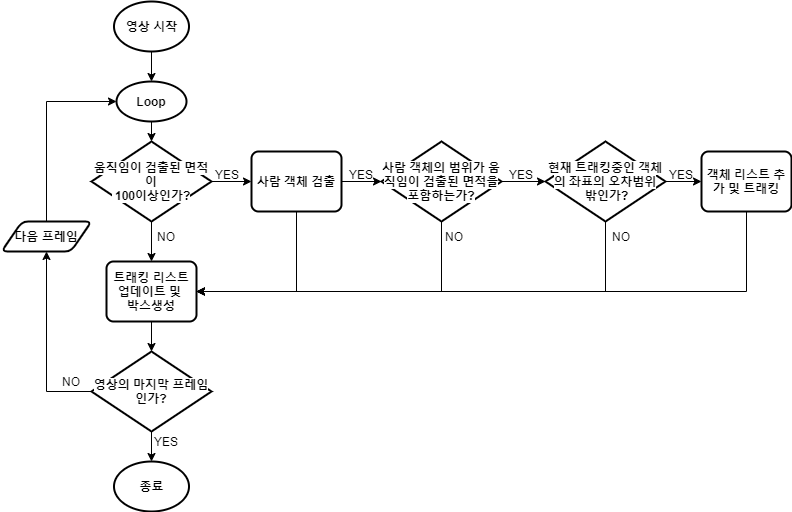 영상 시작
Loop
움직임이 검출된 면적
이
100이상인가?
YES
사람 객체 검출
YES
사람 객체의 범위가 움
직임이 검출된 면적을
포함하는가?
YES
현재 트래킹중인 객체
의 좌표의 오차범위
밖인가?
YES
객체 리스트 추
가 및 트래킹
다음 프레임
NO
NO
NO
트래킹 리스트
업데이트 및
박스생성
NO
영상의 마지막 프레임
인가?
YES
종료